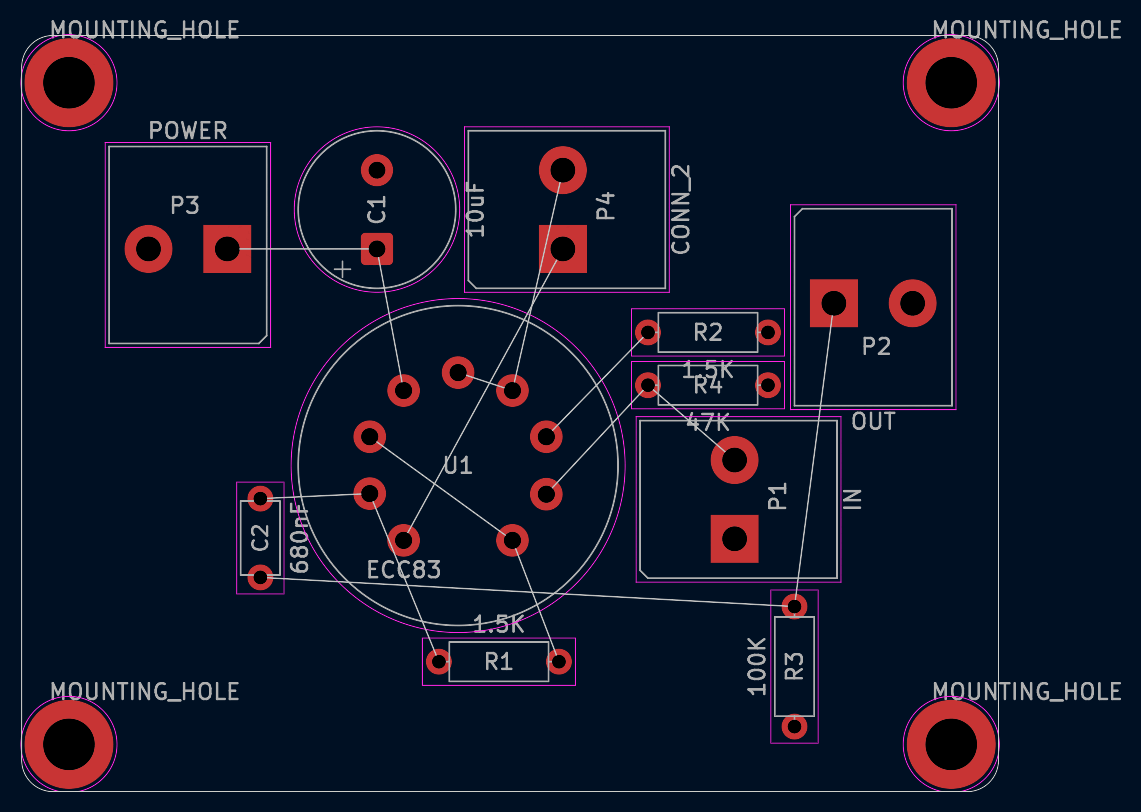 MOUNTING_HOLE
MOUNTING_HOLE
POWER
P3
C1
+
10uF
P4
CONN_2
R2
1.5K
P2
R4
47K
OUT
U1
P1
IN
C2
680nF
ECC83
1.5K
R1
100K
R3
MOUNTING_HOLE
MOUNTING_HOLE